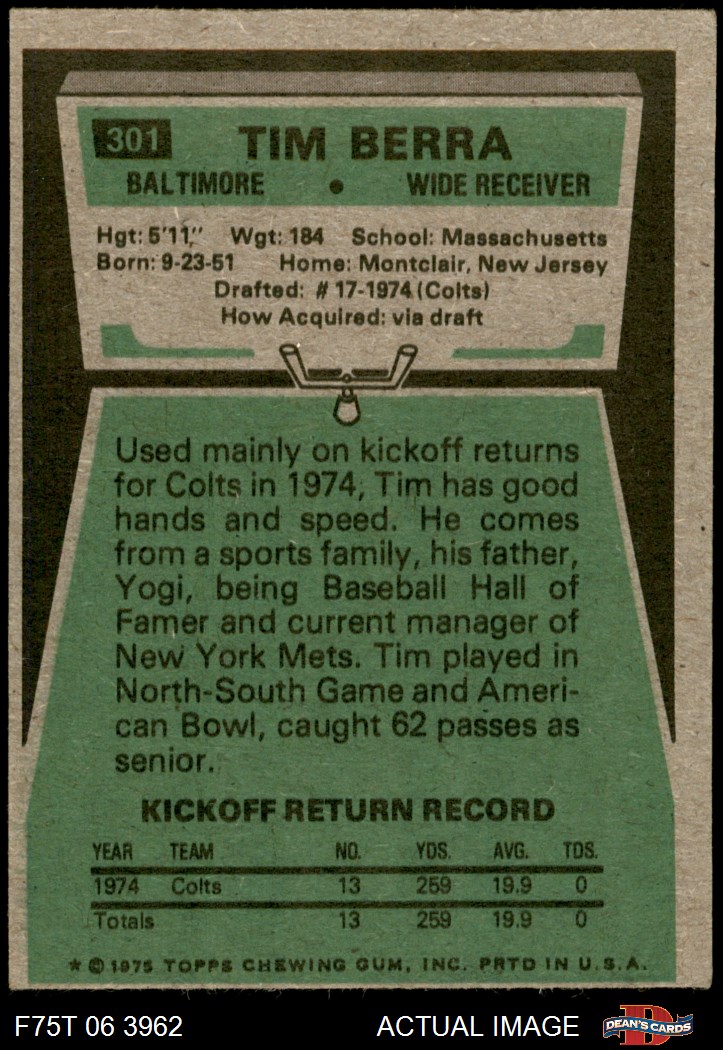 301 TIM BERRA
BALTIMORE • WIDE RECEIVER
Hgt: 5'11," Wgt: 184 School: Massachusetts
Born: 9-23-51 Home: Montclair, New Jersey
Drafted: #17-1974 (Colts)
How Acquired: via draft
Used mainly on kickoff returns
for Colts in 1974, Tim has good
hands and speed. He comes
from a sports family, his father,
Yogi, being Baseball Hall of
Famer and current manager of
New York Mets. Tim played in
North-South Game and Ameri-
can Bowl, caught 62 passes as
senior.
KICKOFF RETURN RECORD
YEAR TEAM NO. YDS. AVG. TDS.
1974 Colts 13 259 19.9 0
Totals 13 259 19.9 0
* © 1975 TOPPS CHEWING GUM, INC. PRTD IN U.S.A.
F75T 06 3962 ACTUAL IMAGE D DEAN'S CARDS